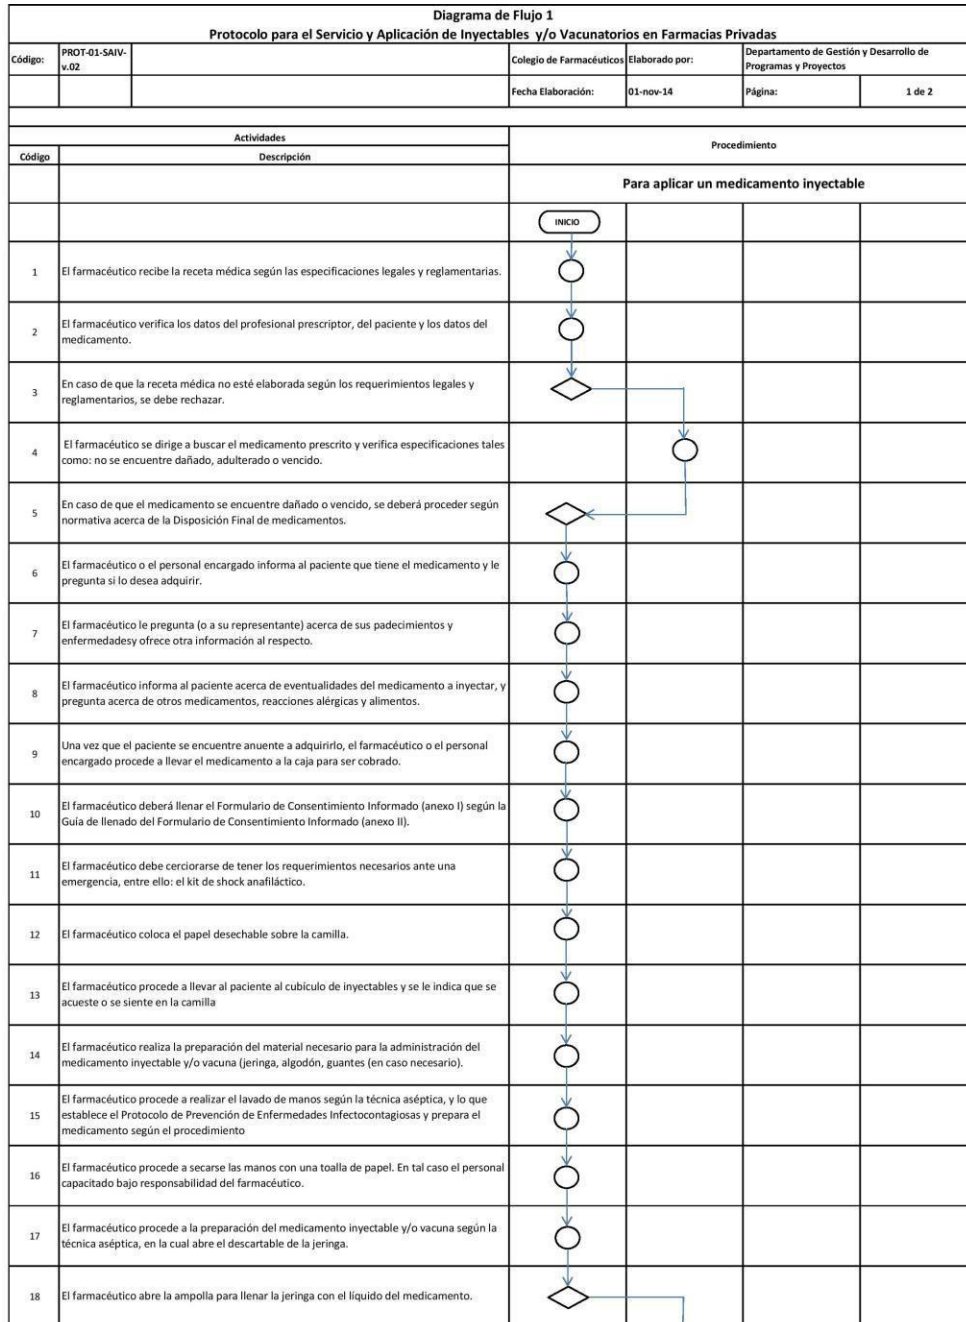 Diagrama de Flujo 1
Protocolo para el Servicio y Aplicación de Inyectables y/o Vacunatorios en Farmacias Privadas
Código: PROT-01-SAIV-v.02 Colegio de Farmacéuticos Elaborado por: Departamento de Gestión y Desarrollo de Programas y Proyectos
Fecha Elaboración: 01-nov-14 Página: 1 de 2
Actividades
Procedimiento
Código Descripción
Para aplicar un medicamento inyectable
INICIO
1 El farmacéutico recibe la receta médica según las especificaciones legales y reglamentarias.
2 El farmacéutico verifica los datos del profesional prescriptor, del paciente y los datos del
medicamento.
3 En caso de que la receta médica no esté elaborada según los requerimientos legales y
reglamentarios, se debe rechazar.
4 El farmacéutico se dirige a buscar el medicamento prescrito y verifica especificaciones tales
como: no se encuentre dañado, adulterado o vencido.
5 En caso de que el medicamento se encuentre dañado o vencido, se deberá proceder según
normativa acerca de la Disposición Final de medicamentos.
6 El farmacéutico o el personal encargado informa al paciente que tiene el medicamento y le
pregunta si lo desea adquirir.
7 El farmacéutico le pregunta (o a su representante) acerca de sus padecimientos y
enfermedadesy ofrece otra información al respecto.
8 El farmacéutico informa al paciente acerca de eventualidades del medicamento a inyectar, y
pregunta acerca de otros medicamentos, reacciones alérgicas y alimentos.
9 Una vez que el paciente se encuentre anuente a adquirirlo, el farmacéutico o el personal
encargado procede a llevar el medicamento a la caja para ser cobrado.
10 El farmacéutico deberá llenar el Formulario de Consentimiento Informado (anexo I) según la
Guía de llenado del Formulario de Consentimiento Informado (anexo II).
11 El farmacéutico debe cerciorarse de tener los requerimientos necesarios ante una
emergencia, entre ello: el kit de shock anafiláctico.
12 El farmacéutico coloca el papel desechable sobre la camilla.
13 El farmacéutico procede a llevar al paciente al cubículo de inyectables y se le indica que se
acueste o se siente en la camilla
14 El farmacéutico realiza la preparación del material necesario para la administración del
medicamento inyectable y/o vacuna (jeringa, algodón, guantes (en caso necesario).
15 El farmacéutico procede a realizar el lavado de manos según la técnica aséptica, y lo que
establece el Protocolo de Prevención de Enfermedades Infectocontagiosas y prepara el
medicamento según el procedimiento
16 El farmacéutico procede a secarse las manos con una toalla de papel. En tal caso el personal
capacitado bajo responsabilidad del farmacéutico.
17 El farmacéutico procede a la preparación del medicamento inyectable y/o vacuna según la
técnica aséptica, en la cual abre el descartable de la jeringa.
18 El farmacéutico abre la ampolla para llenar la jeringa con el líquido del medicamento.